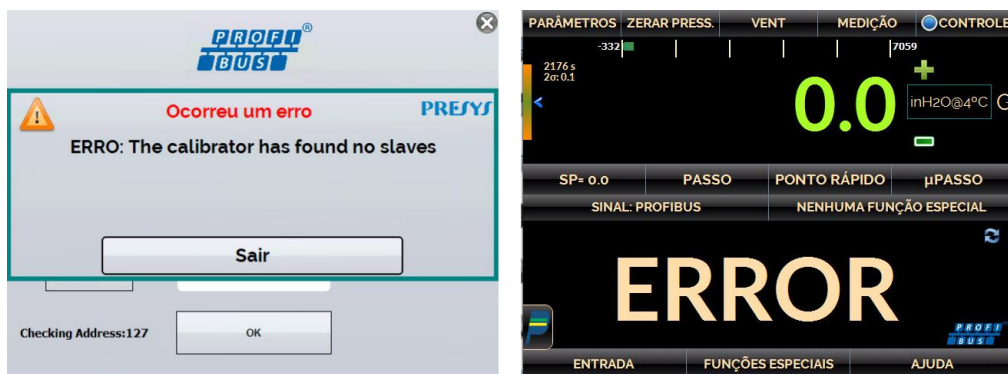 PROFI®
BUS
Ocorreu um erro
PRESYS
ERRO: The calibrator has found no slaves
Sair
Checking Address:127
OK
PARÂMETROS ZERAR PRESS. VENT MEDIÇÃO CONTROLE
-332 7059
2176 s
2σ: 0.1
0.0
inH2O@4ºC
SP= 0.0 PASSO PONTO RÁPIDO µPASSO
SINAL: PROFIBUS NENHUMA FUNÇÃO ESPECIAL
ERROR
PROFI
BUS
ENTRADA FUNÇÕES ESPECIAIS AJUDA